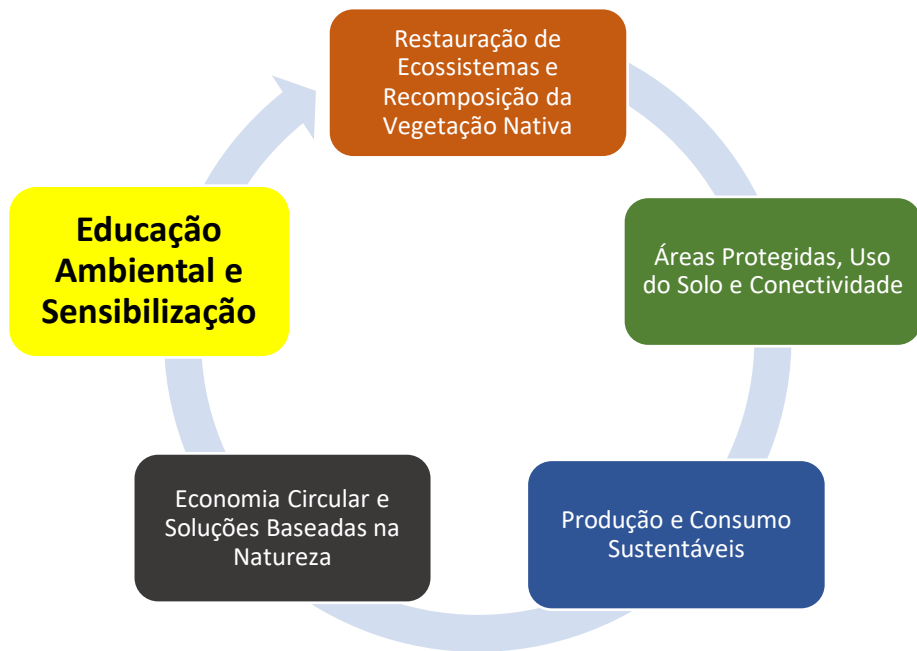 Restauração de
Ecossistemas e
Recomposição da
Vegetação Nativa
Áreas Protegidas, Uso
do Solo e Conectividade
Produção e Consumo
Sustentáveis
Economia Circular e
Soluções Baseadas na
Natureza
Educação
Ambiental e
Sensibilização